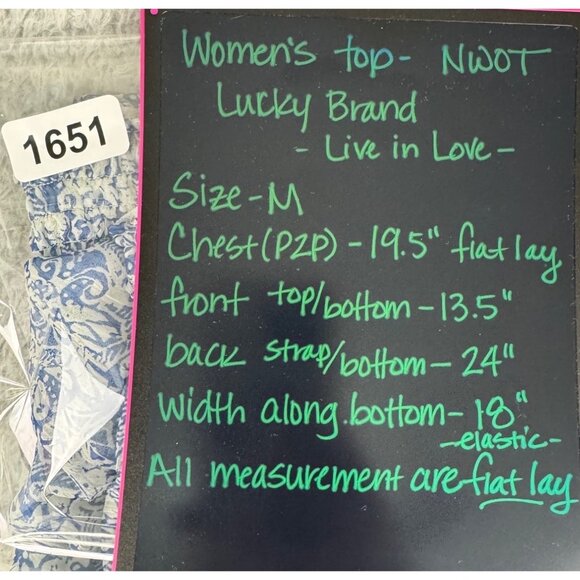 1651
Women's top- NWOT
Lucky Brand
- Live in Love -
Size-M
Chest(P2P) - 19.5" flat lay
front top/bottom - 13.5"
back strap/bottom - 24"
width along.bottom - 18"
-elastic-
All measurement are flat lay